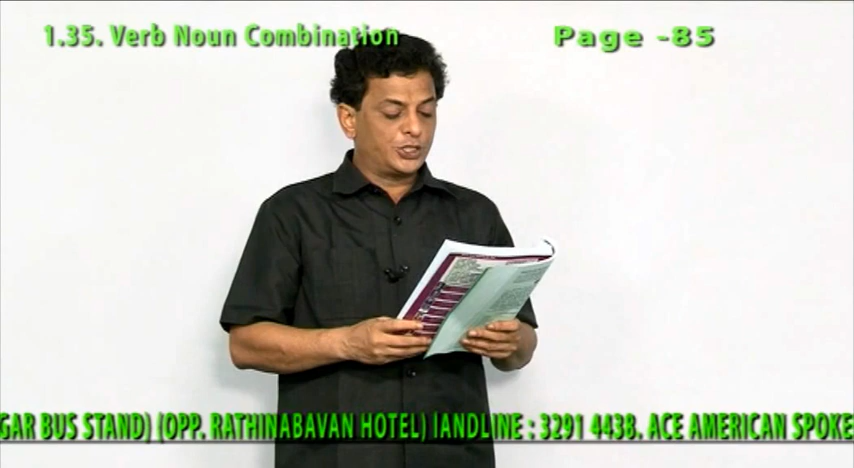 1.35. Verb Noun Combination
Page -85
GAR BUS STAND) (OPP. RATHINABAVAN HOTEL) lANDLINE : 3291 4438. ACE AMERICAN SPOKE